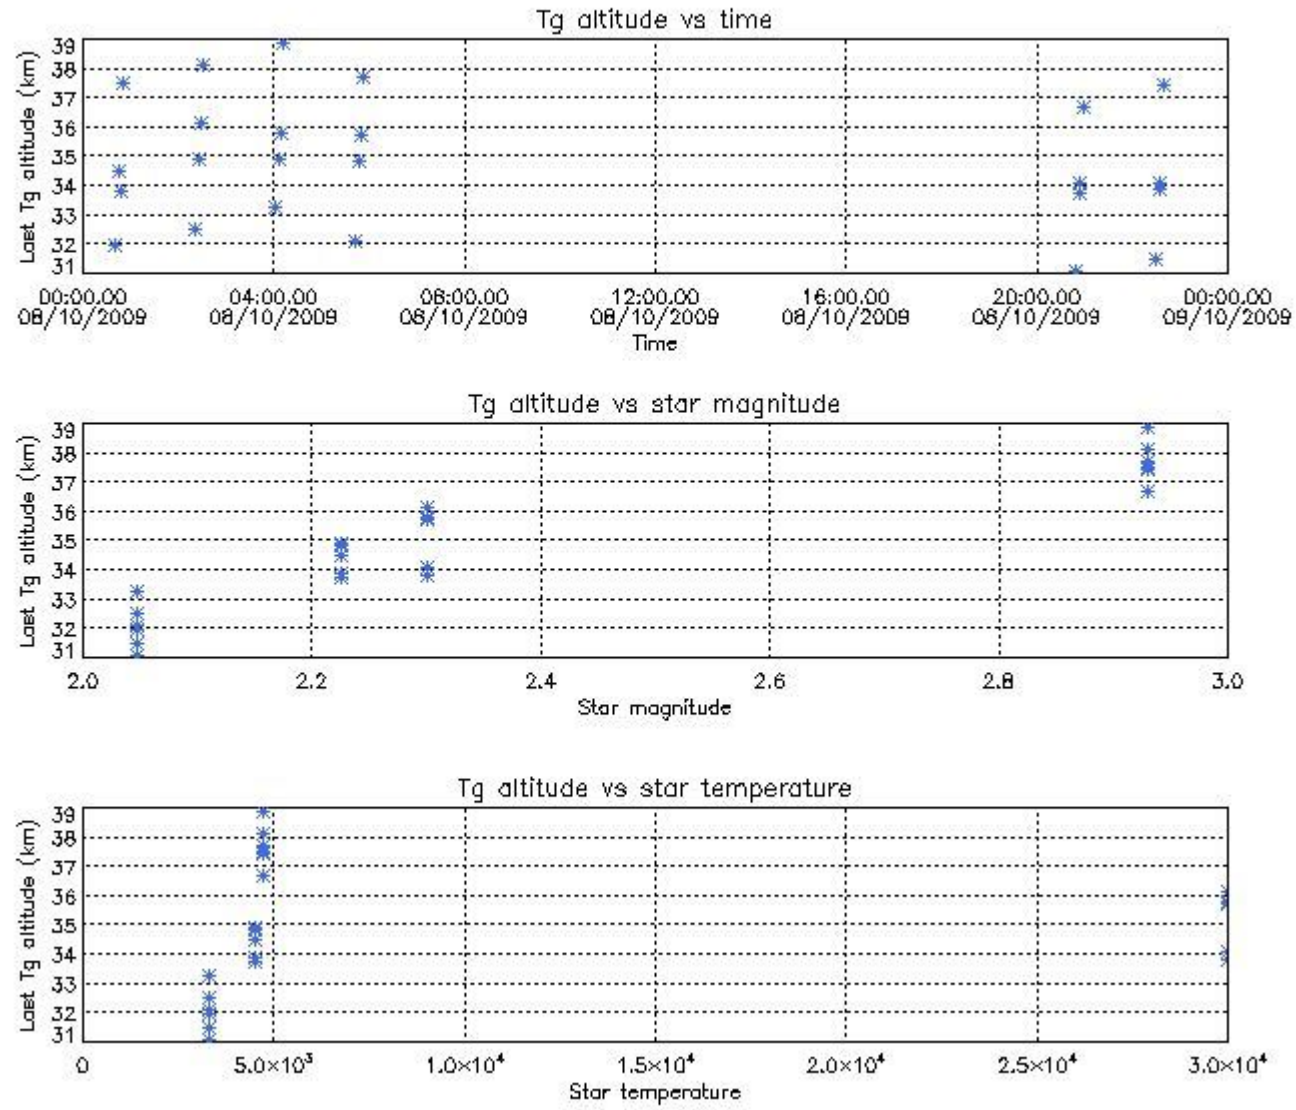 Tg altitude vs time
Last Tg altitude (km)
39
38
37
36
35
34
33
32
31
00:00.00 04:00.00 08:00.00 12:00.00 16:00.00 20:00.00 00:00.00
08/10/2009 08/10/2009 08/10/2009 08/10/2009 08/10/2009 08/10/2009 09/10/2009
Time
Tg altitude vs star magnitude
Last Tg altitude (km)
39
38
37
36
35
34
33
32
31
2.0 2.2 2.4 2.6 2.8 3.0
Star magnitude
Tg altitude vs star temperature
Last Tg altitude (km)
39
38
37
36
35
34
33
32
31
0 5.0×10³ 1.0×10⁴ 1.5×10⁴ 2.0×10⁴ 2.5×10⁴ 3.0×10⁴
Star temperature